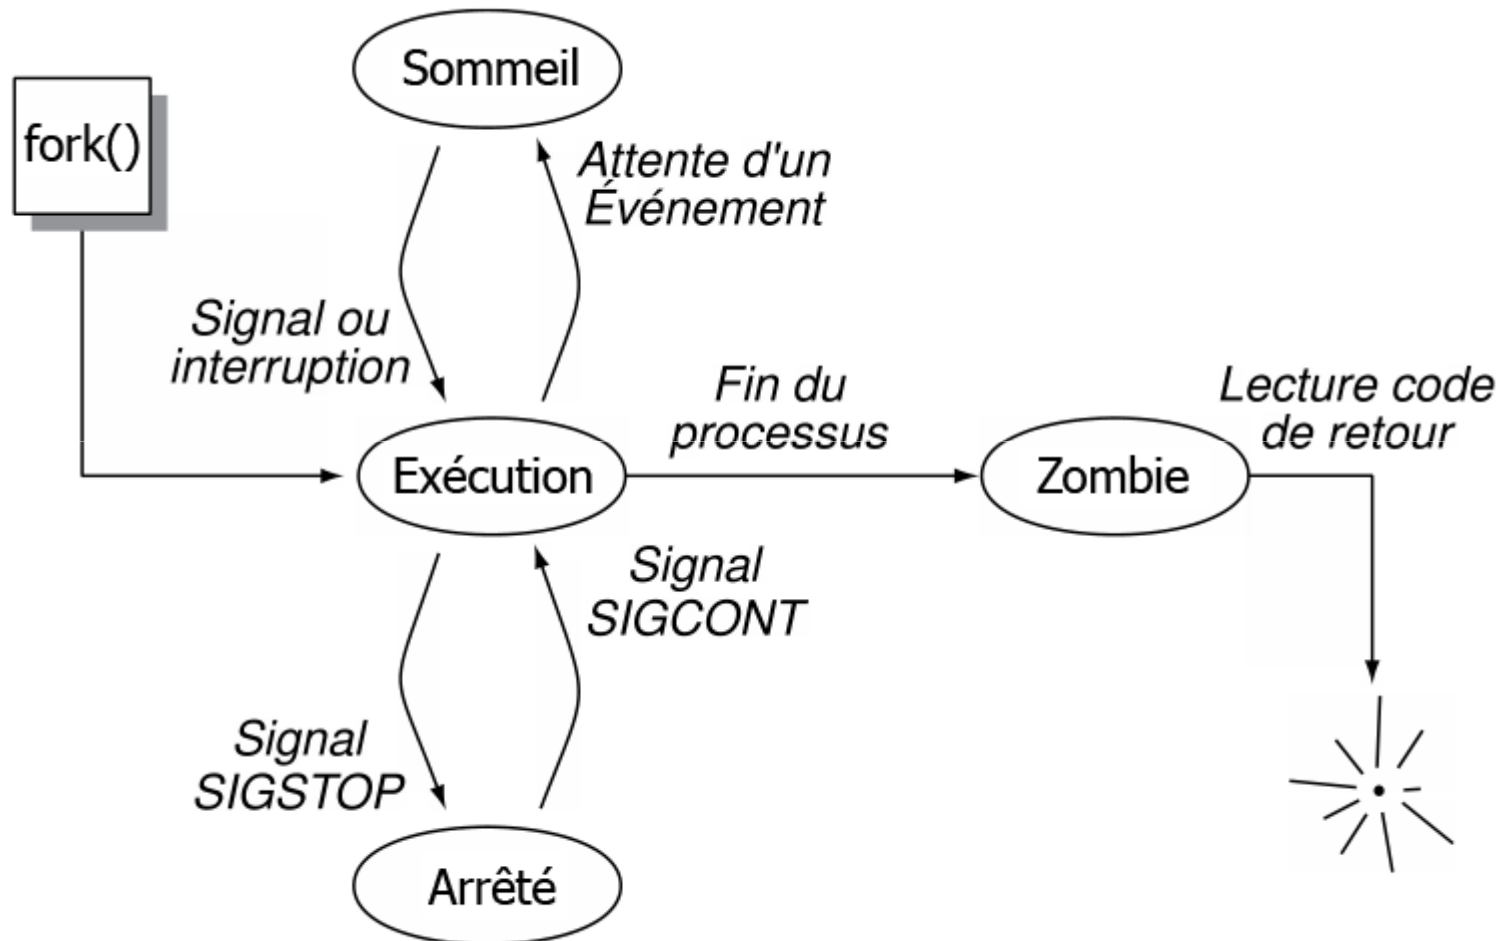 Sommeil
fork()
Attente d'un
Événement
Signal ou
interruption
Fin du
processus
Lecture code
de retour
Exécution
Zombie
Signal
SIGCONT
Signal
SIGSTOP
Arrêté